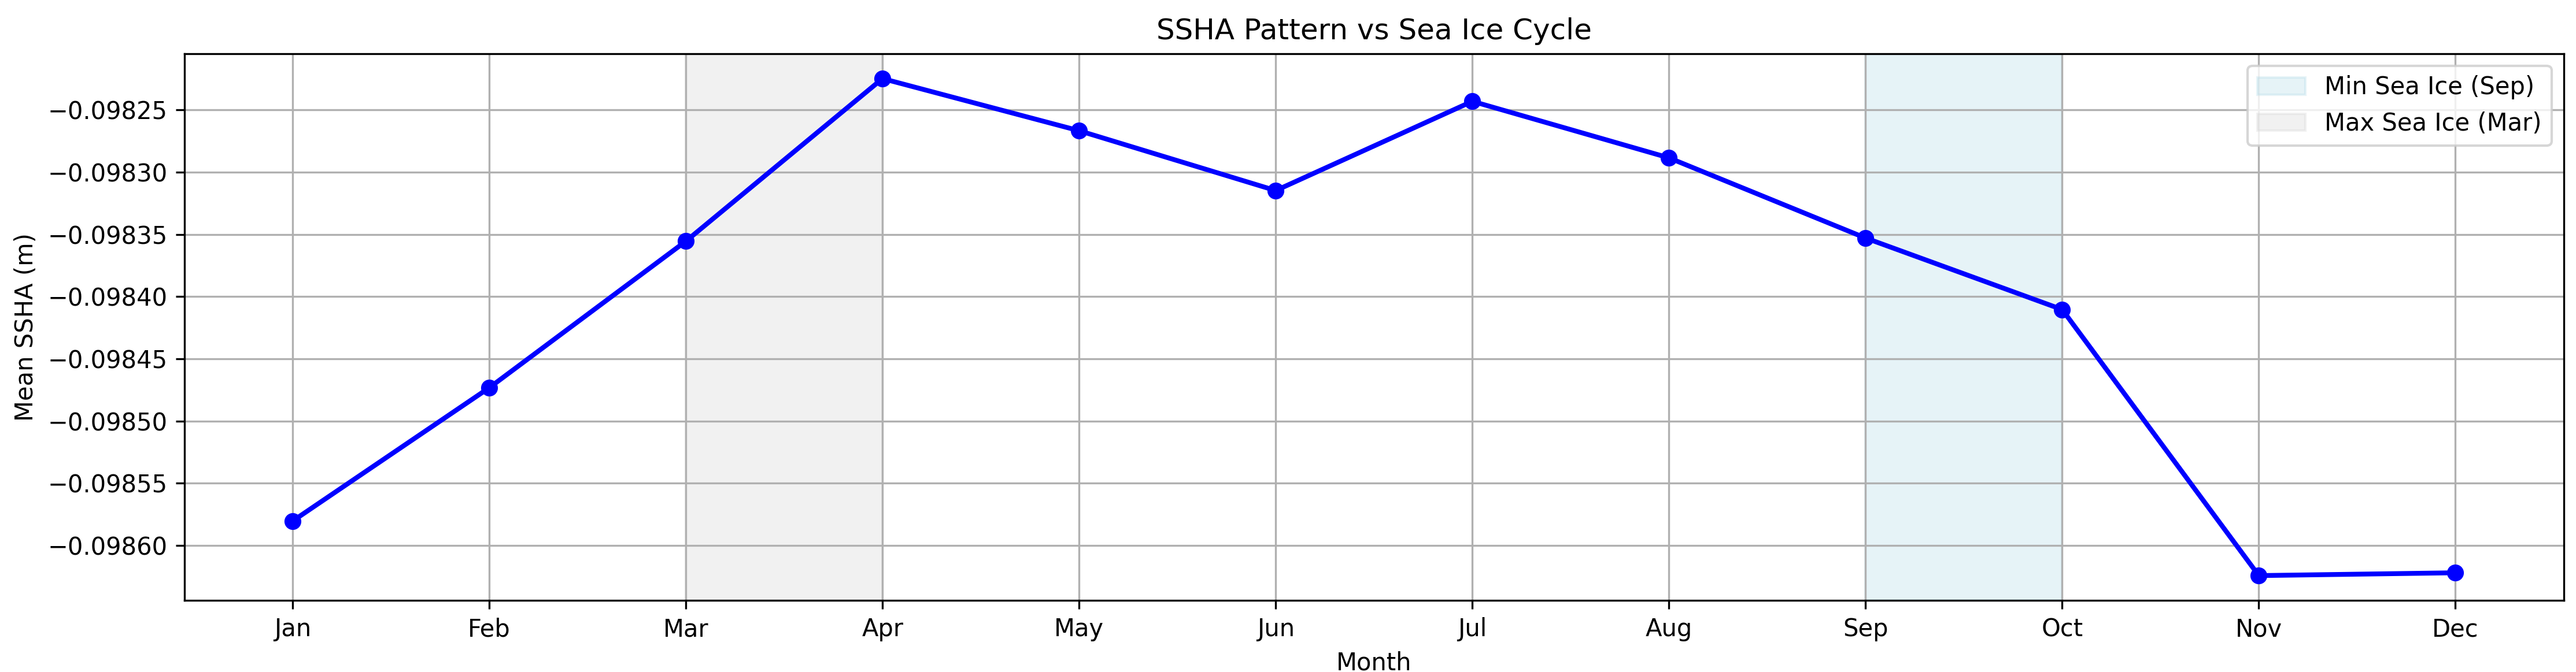 SSHA Pattern vs Sea Ice Cycle
Min Sea Ice (Sep)
Max Sea Ice (Mar)
Mean SSHA (m)
−0.09825
−0.09830
−0.09835
−0.09840
−0.09845
−0.09850
−0.09855
−0.09860
Jan Feb Mar Apr May Jun Jul Aug Sep Oct Nov Dec
Month